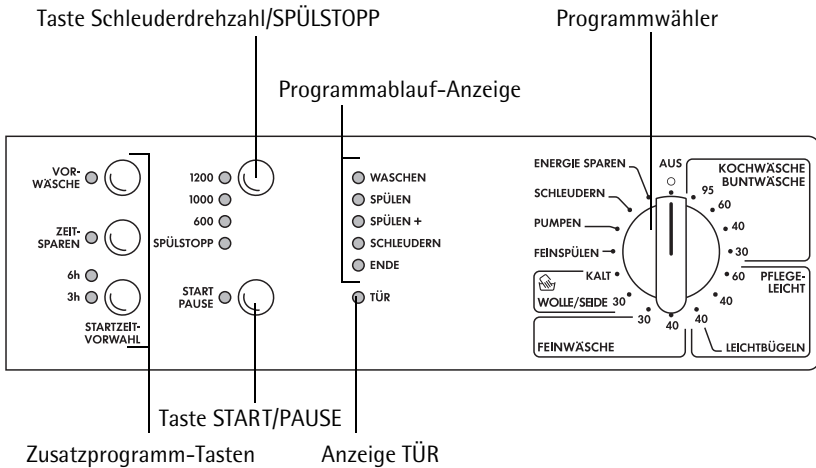 Taste Schleuderdrehzahl/SPÜLSTOPP
Programmwähler
Programmablauf-Anzeige
VOR-
WÄSCHE
ZEIT-
SPAREN
6h
3h
STARTZEIT-
VORWAHL
1200
1000
600
SPÜLSTOPP
START
PAUSE
WASCHEN
SPÜLEN
SPÜLEN +
SCHLEUDERN
ENDE
TÜR
ENERGIE SPAREN
SCHLEUDERN
PUMPEN
FEINSPÜLEN
KALT
WOLLE/SEIDE
30
FEINWÄSCHE
30
40
AUS
KOCHWÄSCHE
BUNTWÄSCHE
95
60
40
30
PFLEGE-
LEICHT
60
40
40
LEICHTBÜGELN
Taste START/PAUSE
Zusatzprogramm-Tasten
Anzeige TÜR